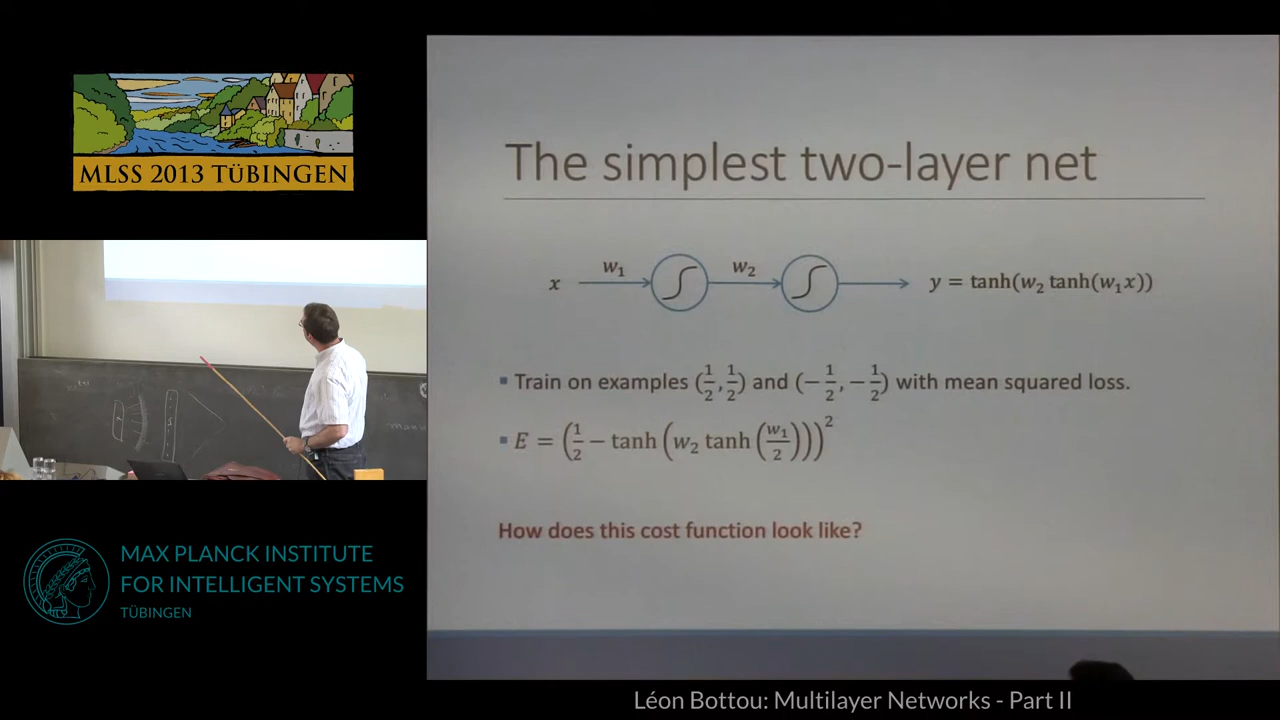 MLSS 2013 TÜBINGEN
The simplest two-layer net
x w₁ w₂ y = tanh(w₂ tanh(w₁x))
▪ Train on examples (1/2, 1/2) and (−1/2, −1/2) with mean squared loss.
▪ E = (1/2 − tanh (w₂ tanh (w₁/2)))²
How does this cost function look like?
MAX PLANCK INSTITUTE
FOR INTELLIGENT SYSTEMS
TÜBINGEN
Léon Bottou: Multilayer Networks - Part II